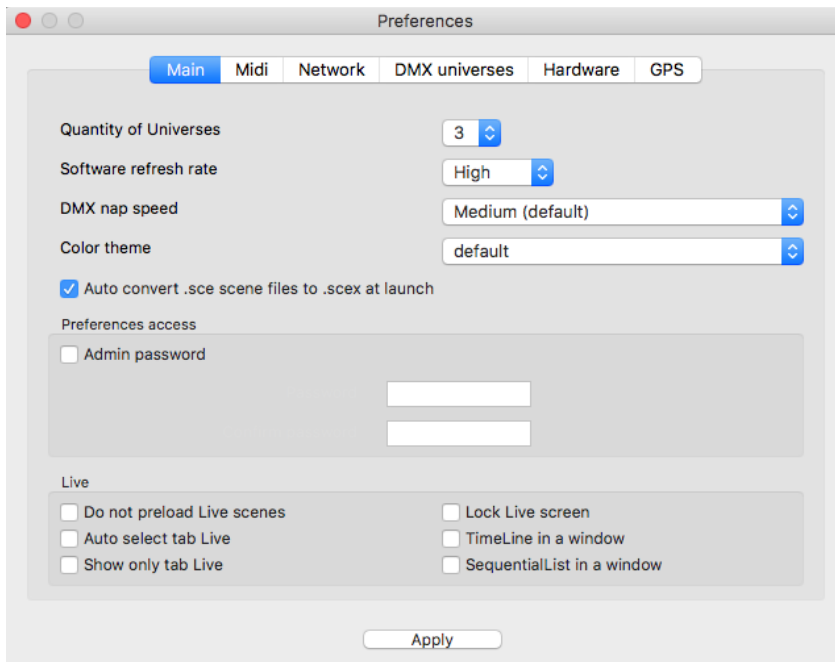 Preferences
Main Midi Network DMX universes Hardware GPS
Quantity of Universes 3
Software refresh rate High
DMX nap speed Medium (default)
Color theme default
Auto convert .sce scene files to .scex at launch
Preferences access
Admin password
Live
Do not preload Live scenes Lock Live screen
Auto select tab Live TimeLine in a window
Show only tab Live SequentialList in a window
Apply